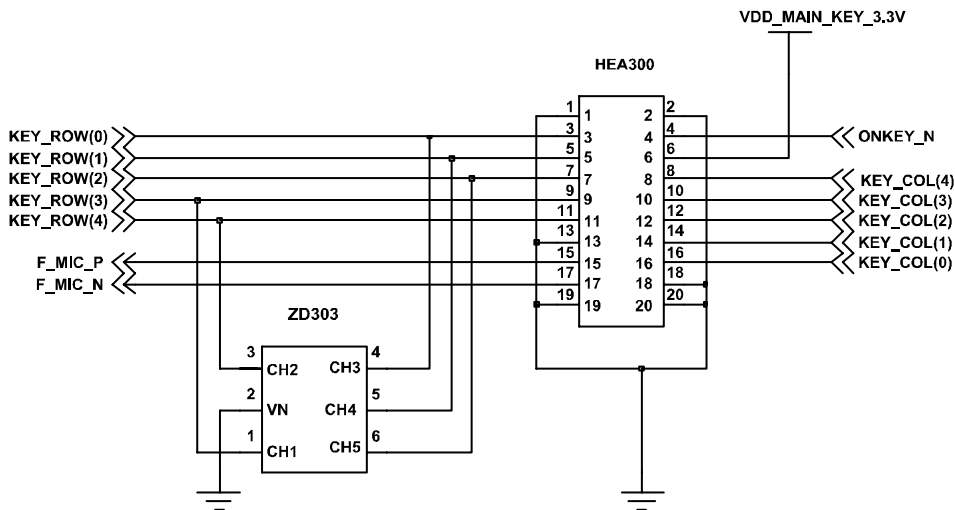 VDD_MAIN_KEY_3.3V
HEA300
1 1 2 2
KEY_ROW(0) 3 3 4 4 ONKEY_N
KEY_ROW(1) 5 5 6 6
KEY_ROW(2) 7 7 8 8 KEY_COL(4)
KEY_ROW(3) 9 9 10 10 KEY_COL(3)
KEY_ROW(4) 11 11 12 12 KEY_COL(2)
13 13 14 14 KEY_COL(1)
F_MIC_P 15 15 16 16 KEY_COL(0)
F_MIC_N 17 17 18 18
19 19 20 20
ZD303
3 CH2 CH3 4
2 VN CH4 5
1 CH1 CH5 6